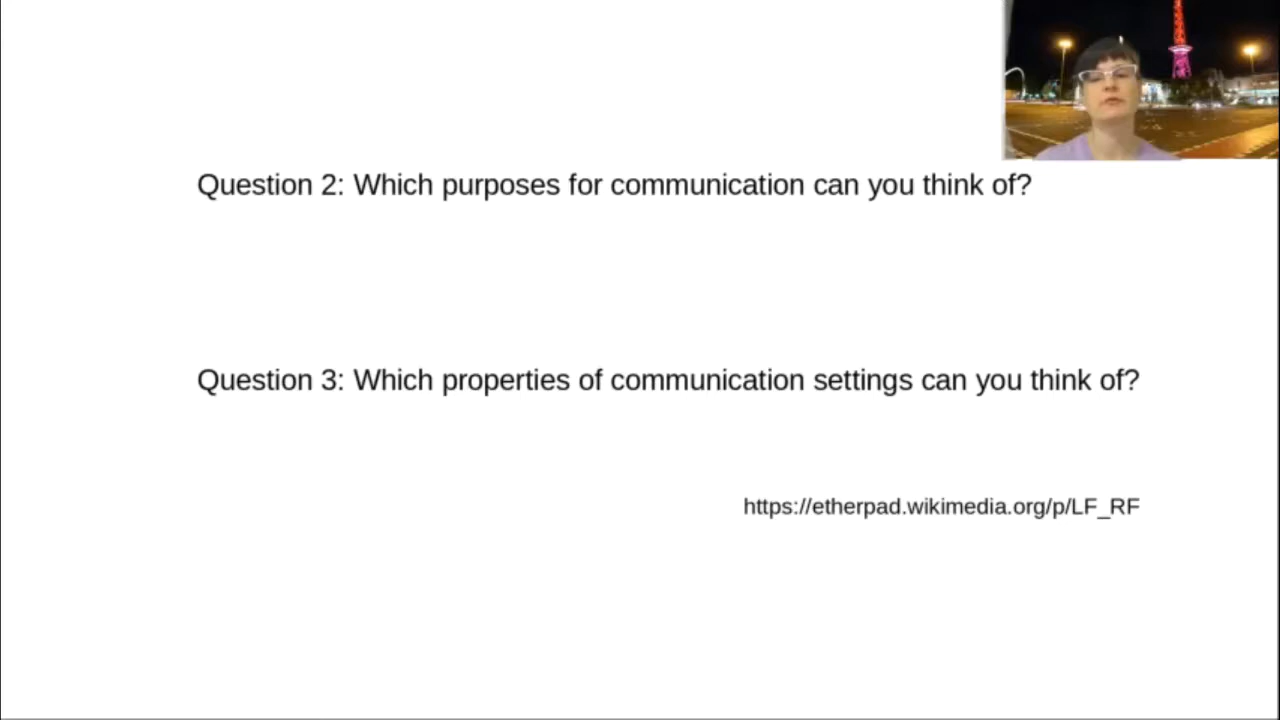 Question 2: Which purposes for communication can you think of?
Question 3: Which properties of communication settings can you think of?
https://etherpad.wikimedia.org/p/LF_RF